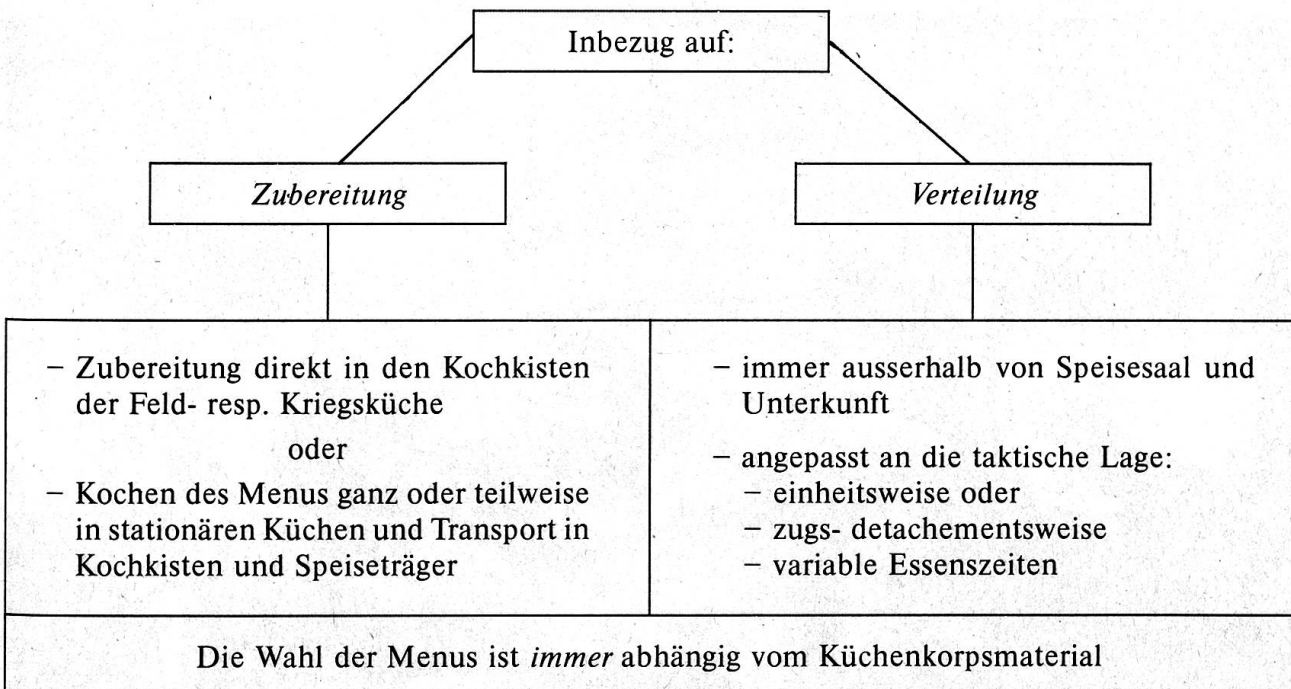 Inbezug auf:
Zubereitung
Verteilung
– Zubereitung direkt in den Kochkisten
der Feld- resp. Kriegsküche
oder
– Kochen des Menus ganz oder teilweise
in stationären Küchen und Transport in
Kochkisten und Speiseträger
– immer ausserhalb von Speisesaal und
Unterkunft
– angepasst an die taktische Lage:
– einheitsweise oder
– zugs- detachementsweise
– variable Essenszeiten
Die Wahl der Menus ist immer abhängig vom Küchenkorpsmaterial